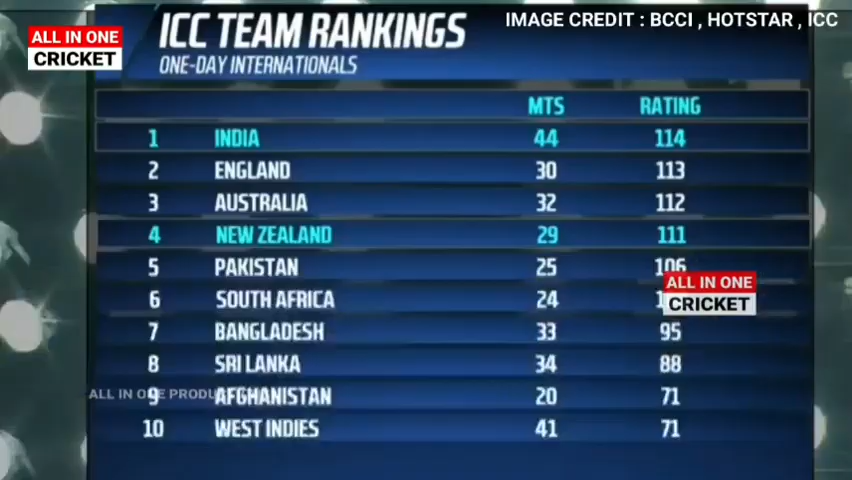 ALL IN ONE
CRICKET
ICC TEAM RANKINGS
IMAGE CREDIT : BCCI , HOTSTAR , ICC
ONE-DAY INTERNATIONALS
MTS RATING
1 INDIA 44 114
2 ENGLAND 30 113
3 AUSTRALIA 32 112
4 NEW ZEALAND 29 111
5 PAKISTAN 25 106
6 SOUTH AFRICA 24
ALL IN ONE
CRICKET
7 BANGLADESH 33 95
8 SRI LANKA 34 88
ALL IN ONE
9 AFGHANISTAN 20 71
10 WEST INDIES 41 71